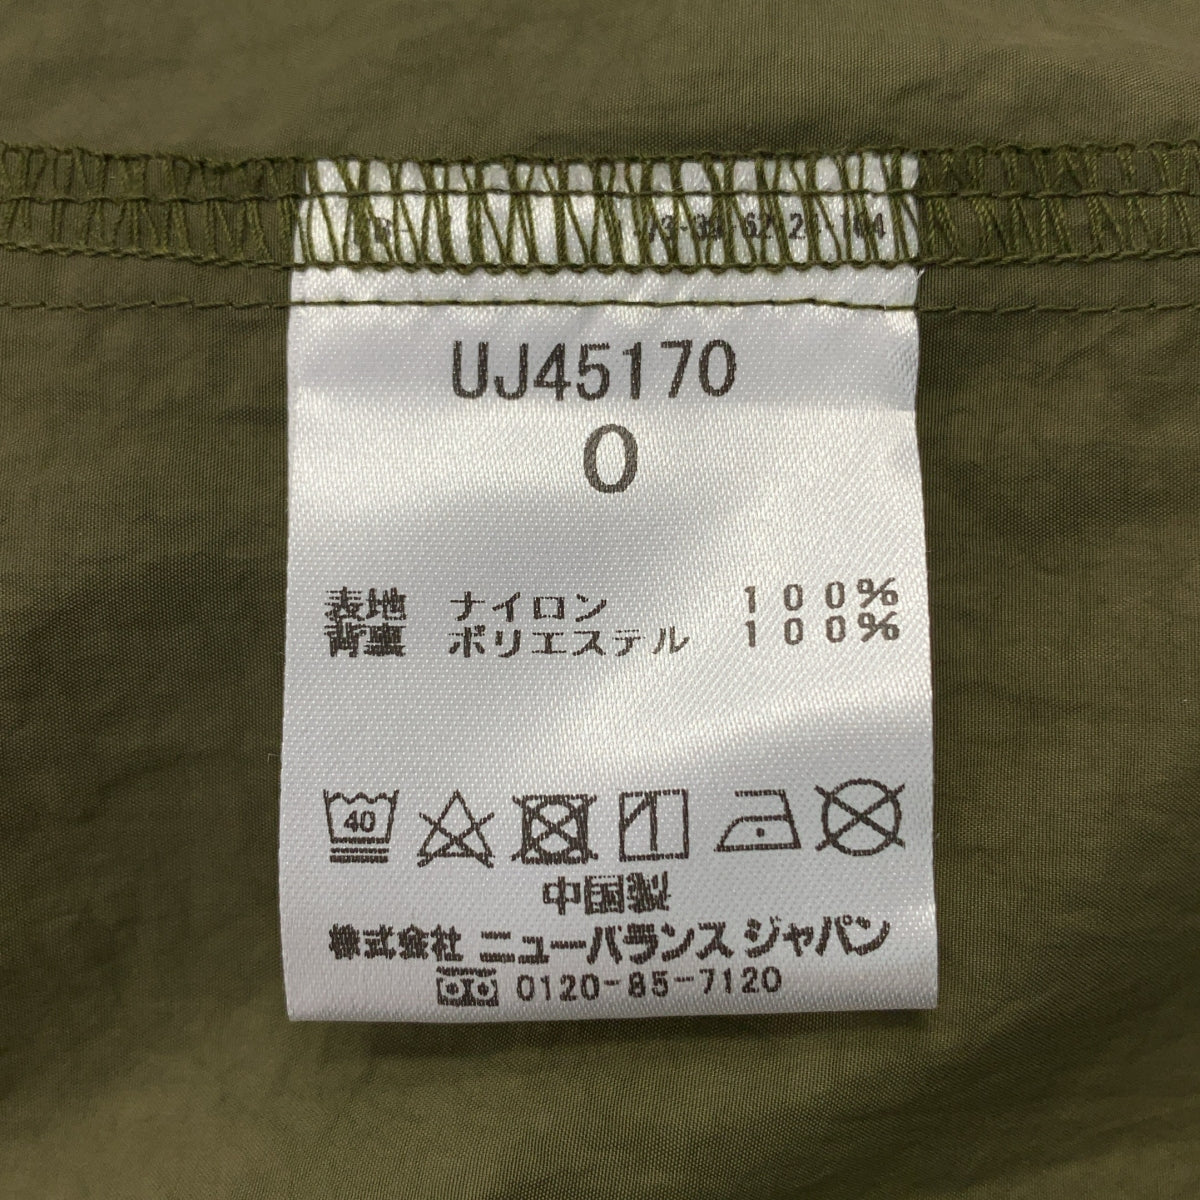 UJ45170
0
表地 ナイロン 100%
背裏 ポリエステル 100%
40
中国製
株式会社 ニューバランス ジャパン
0120-85-7120